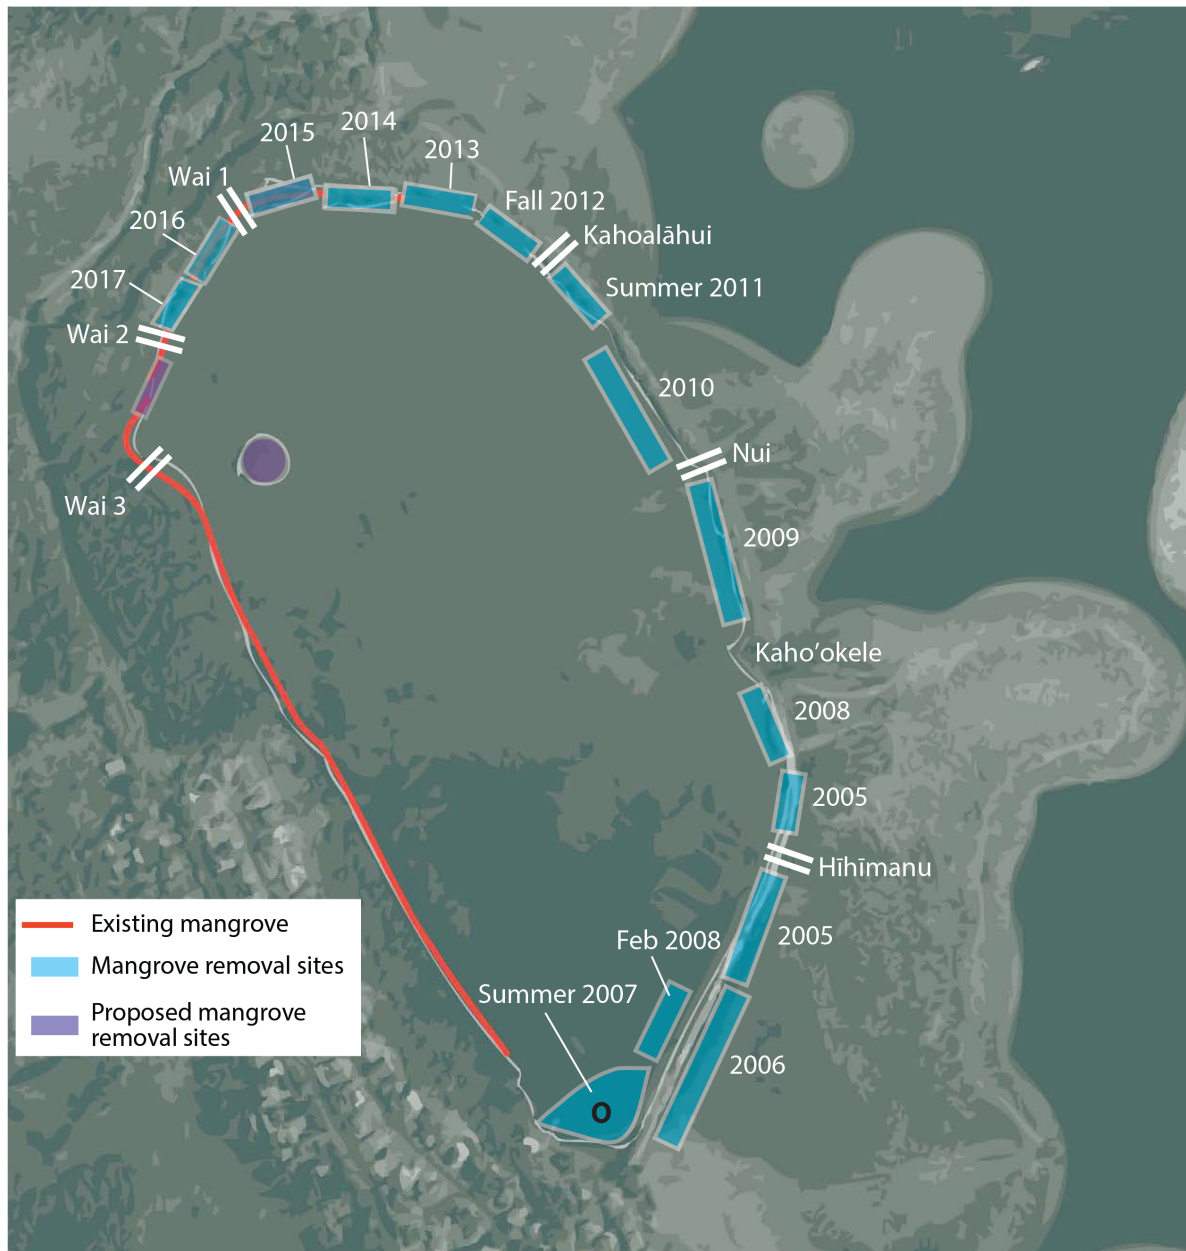 2014
2015
2013
Wai 1
Fall 2012
2016
Kahoalāhui
2017
Summer 2011
Wai 2
2010
Nui
Wai 3
2009
Kaho’okele
2008
2005
Hīhīmanu
Existing mangrove
2005
Feb 2008
Mangrove removal sites
Summer 2007
Proposed mangrove
removal sites
2006
O